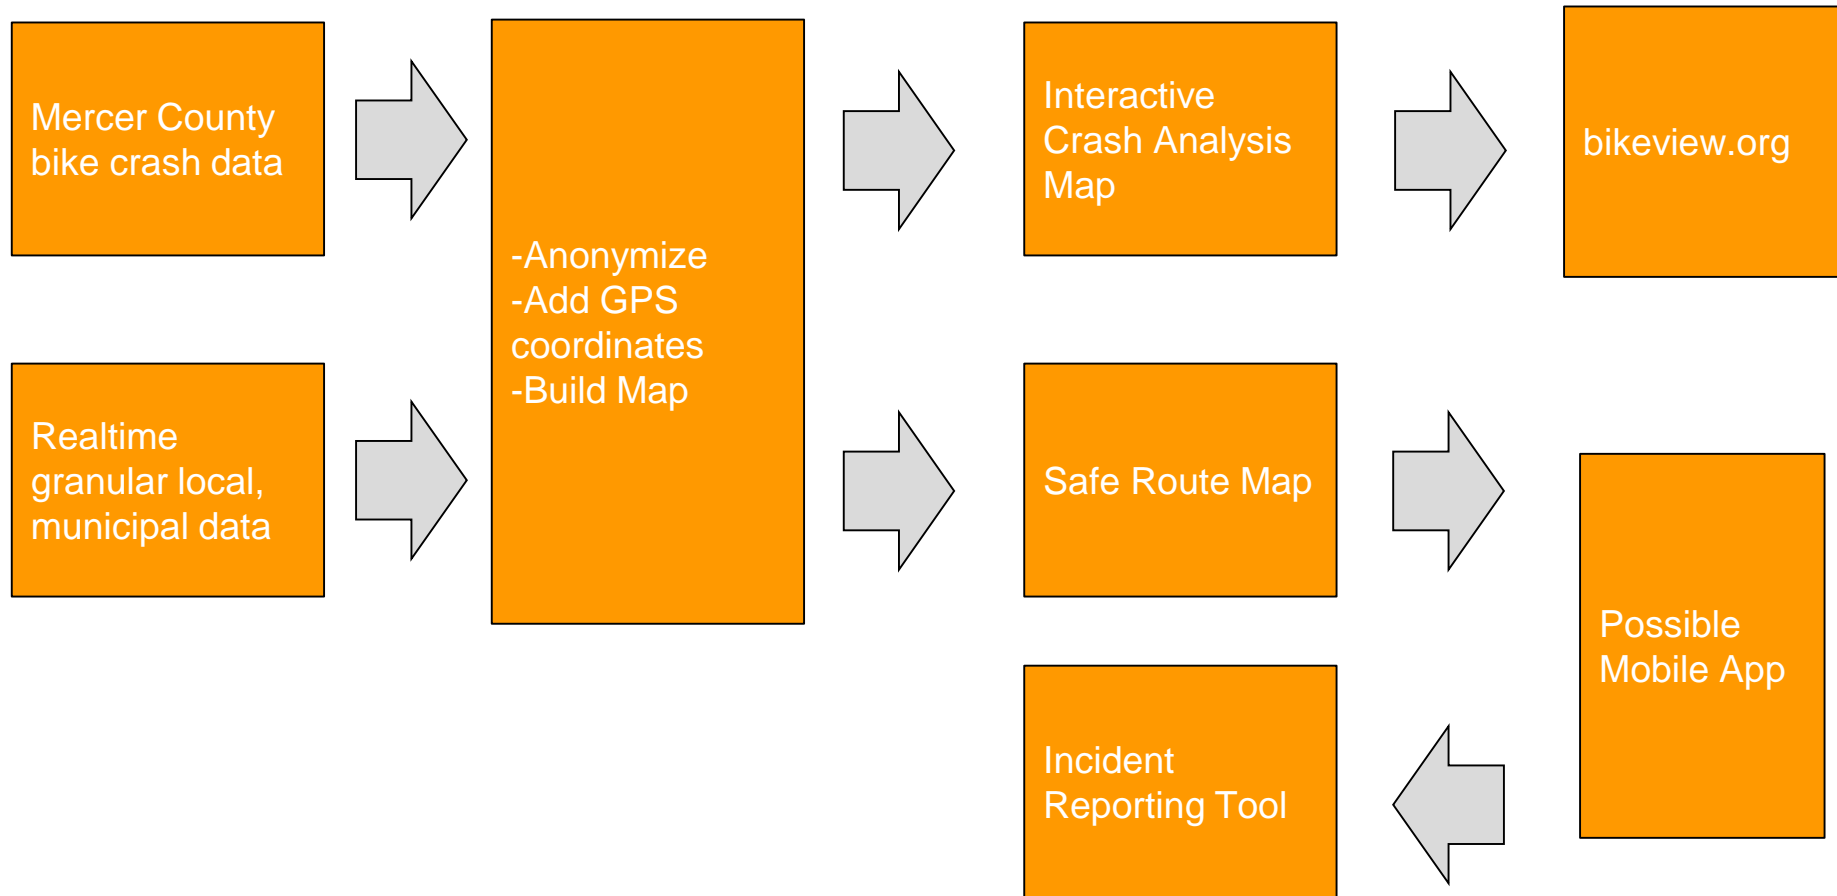 Mercer County
bike crash data
-Anonymize
-Add GPS
coordinates
-Build Map
Interactive
Crash Analysis
Map
bikeview.org
Realtime
granular local,
municipal data
Safe Route Map
Possible
Mobile App
Incident
Reporting Tool